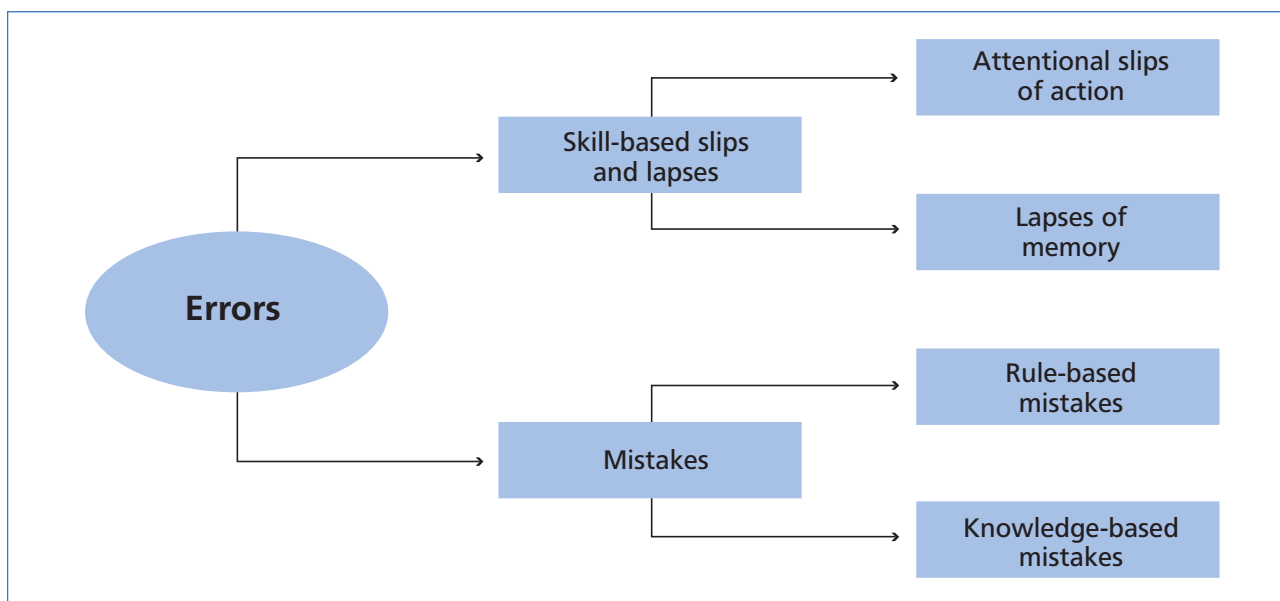 Attentional slips
of action
Skill-based slips
and lapses
Lapses of
memory
Errors
Rule-based
mistakes
Mistakes
Knowledge-based
mistakes